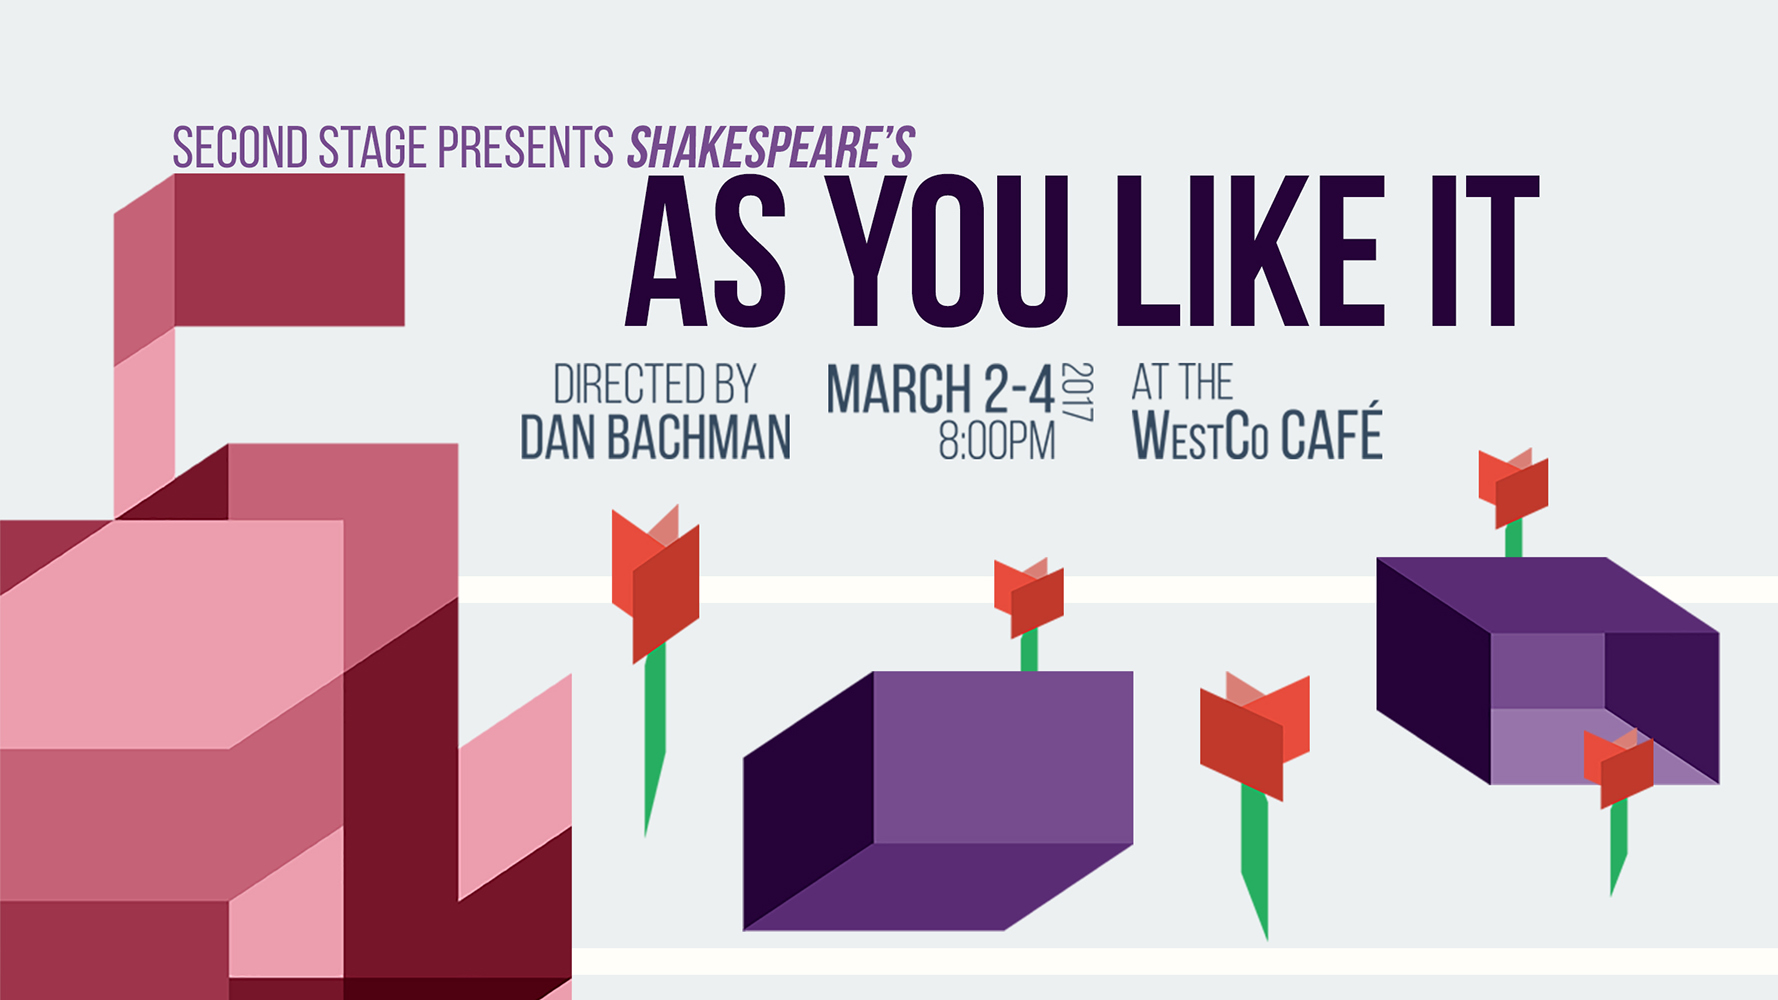 SECOND STAGE PRESENTS SHAKESPEARE'S
AS YOU LIKE IT
DIRECTED BY
DAN BACHMAN
MARCH 2-4 2017
8:00PM
AT THE
WESTCO CAFÉ